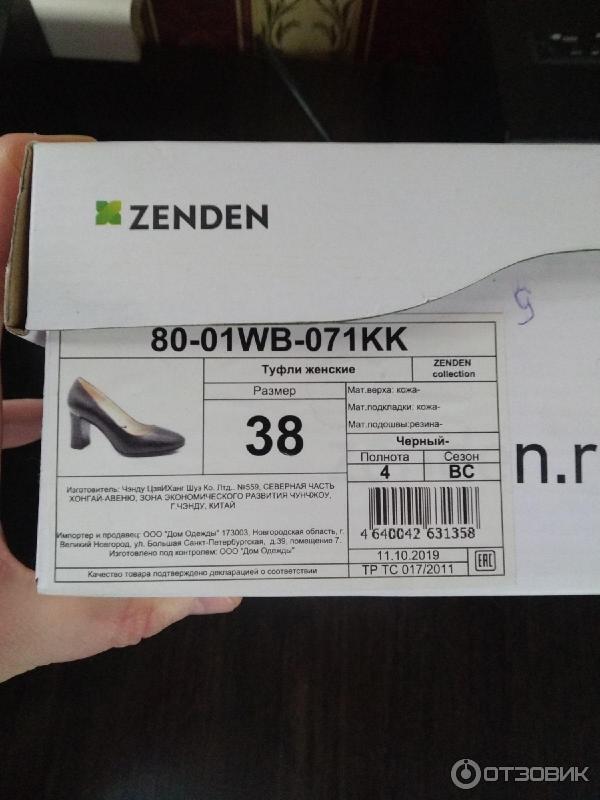 ZENDEN
80-01WB-071KK
Туфли женские
ZENDEN
collection
Размер
38
Мат.верха: кожа-
Мат.подкладки: кожа-
Мат.подошвы:резина-
Черный-
Полнота
Сезон
4
ВС
Изготовитель: Чэнду ЦзяИХанг Шуз Ко. Лтд., №559, СЕВЕРНАЯ ЧАСТЬ
ХОНГАЙ-АВЕНЮ, ЗОНА ЭКОНОМИЧЕСКОГО РАЗВИТИЯ ЧУНЧЖОУ,
Г.ЧЭНДУ, КИТАЙ
4 640042 631358
Импортер и продавец: ООО "Дом Одежды" 173003, Новгородская область, г.
Великий Новгород, ул. Большая Санкт-Петербургская, д.39, помещение 7.
Изготовлено под контролем: ООО "Дом Одежды"
11.10.2019
Качество товара подтверждено декларацией о соответствии
ТР ТС 017/2011
EAC
n.r
ОТЗОВИК